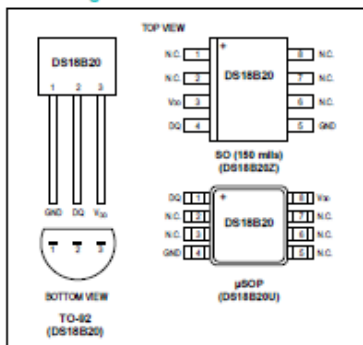 TOP VIEW
DS18B20
1 2 3
GND DQ VDD
1 2 3
BOTTOM VIEW
TO-92
(DS18B20)
N.C. 1 + 8 N.C.
N.C. 2 DS18B20 7 N.C.
VDD 3 6 N.C.
DQ 4 5 GND
SO (150 mils)
(DS18B20Z)
DQ 1 + 8 VDD
N.C. 2 DS18B20 7 N.C.
N.C. 3 6 N.C.
GND 4 5 N.C.
µSOP
(DS18B20U)